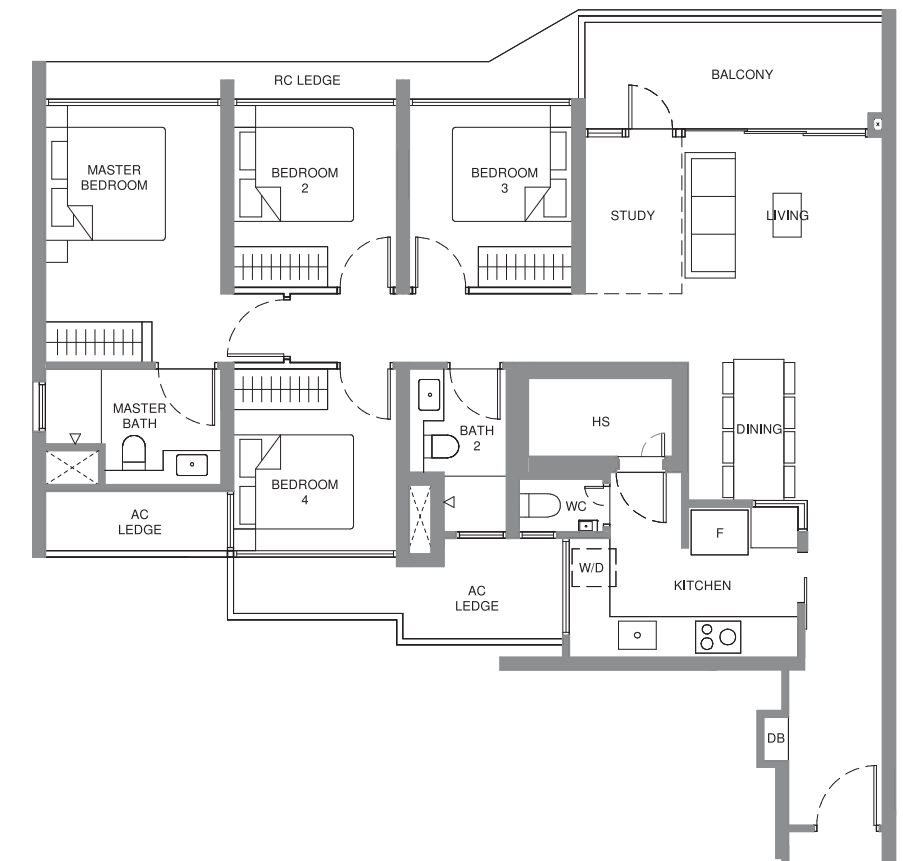 BALCONY
RC LEDGE
MASTER
BEDROOM
BEDROOM
2
BEDROOM
3
STUDY
LIVING
MASTER
BATH
BATH
2
HS
DINING
BEDROOM
4
WC
AC
LEDGE
F
W/D
KITCHEN
AC
LEDGE
DB